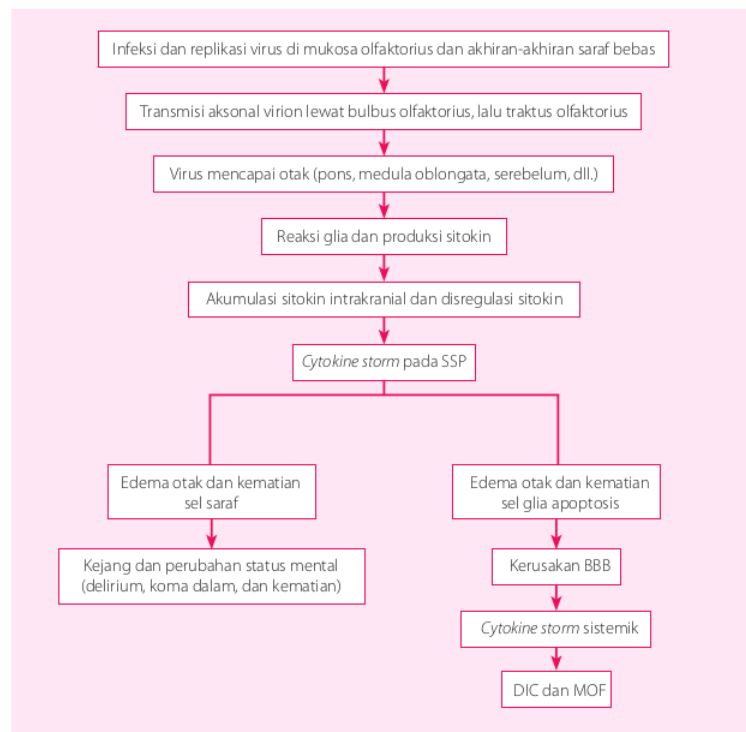 Infeksi dan replikasi virus di mukosa olfaktorius dan akhiran-akhiran saraf bebas
Transmisi aksonal virion lewat bulbus olfaktorius, lalu traktus olfaktorius
Virus mencapai otak (pons, medula oblongata, serebelum, dll.)
Reaksi glia dan produksi sitokin
Akumulasi sitokin intrakranial dan disregulasi sitokin
Cytokine storm pada SSP
Edema otak dan kematian
sel saraf
Kejang dan perubahan status mental
(delirium, koma dalam, dan kematian)
Edema otak dan kematian
sel glia apoptosis
Kerusakan BBB
Cytokine storm sistemik
DIC dan MOF